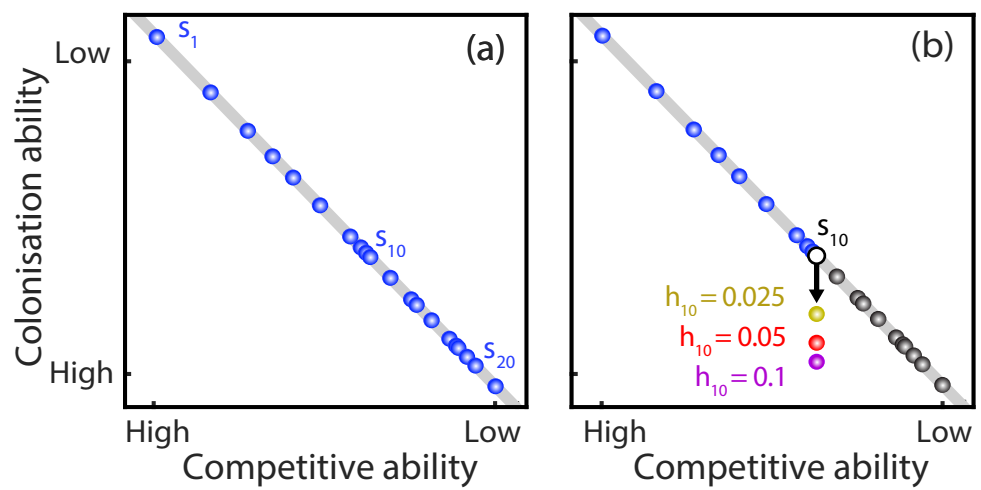 (a)
s₁
Low
s₁₀
s₂₀
High
Colonisation ability
High
Low
Competitive ability
(b)
s₁₀
h₁₀ = 0.025
h₁₀ = 0.05
h₁₀ = 0.1
High
Low
Competitive ability